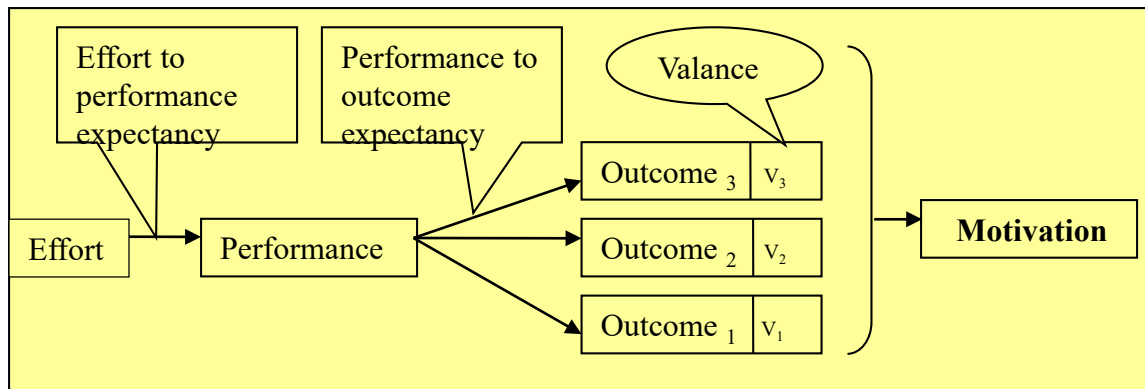 Effort to
performance
expectancy
Performance to
outcome
expectancy
Valance
Outcome 3 V3
Effort
Performance
Outcome 2 V2
Motivation
Outcome 1 V1